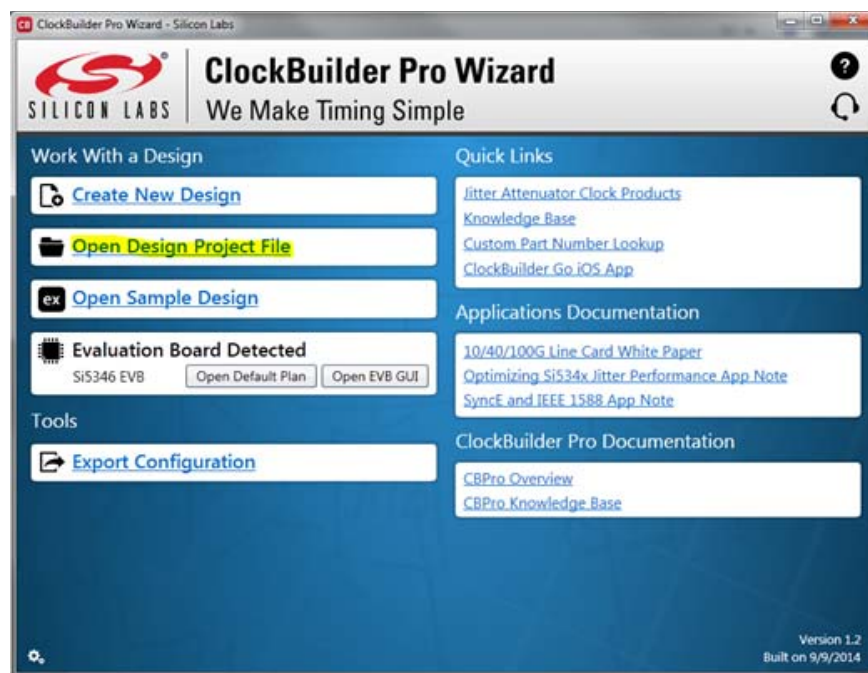 CB ClockBuilder Pro Wizard - Silicon Labs
SILICON LABS
ClockBuilder Pro Wizard
We Make Timing Simple
?
Work With a Design
Create New Design
Open Design Project File
ex Open Sample Design
Evaluation Board Detected
Si5346 EVB Open Default Plan Open EVB GUI
Tools
Export Configuration
Quick Links
Jitter Attenuator Clock Products
Knowledge Base
Custom Part Number Lookup
ClockBuilder Go iOS App
Applications Documentation
10/40/100G Line Card White Paper
Optimizing Si534x Jitter Performance App Note
SyncE and IEEE 1588 App Note
ClockBuilder Pro Documentation
CBPro Overview
CBPro Knowledge Base
Version 1.2
Built on 9/9/2014